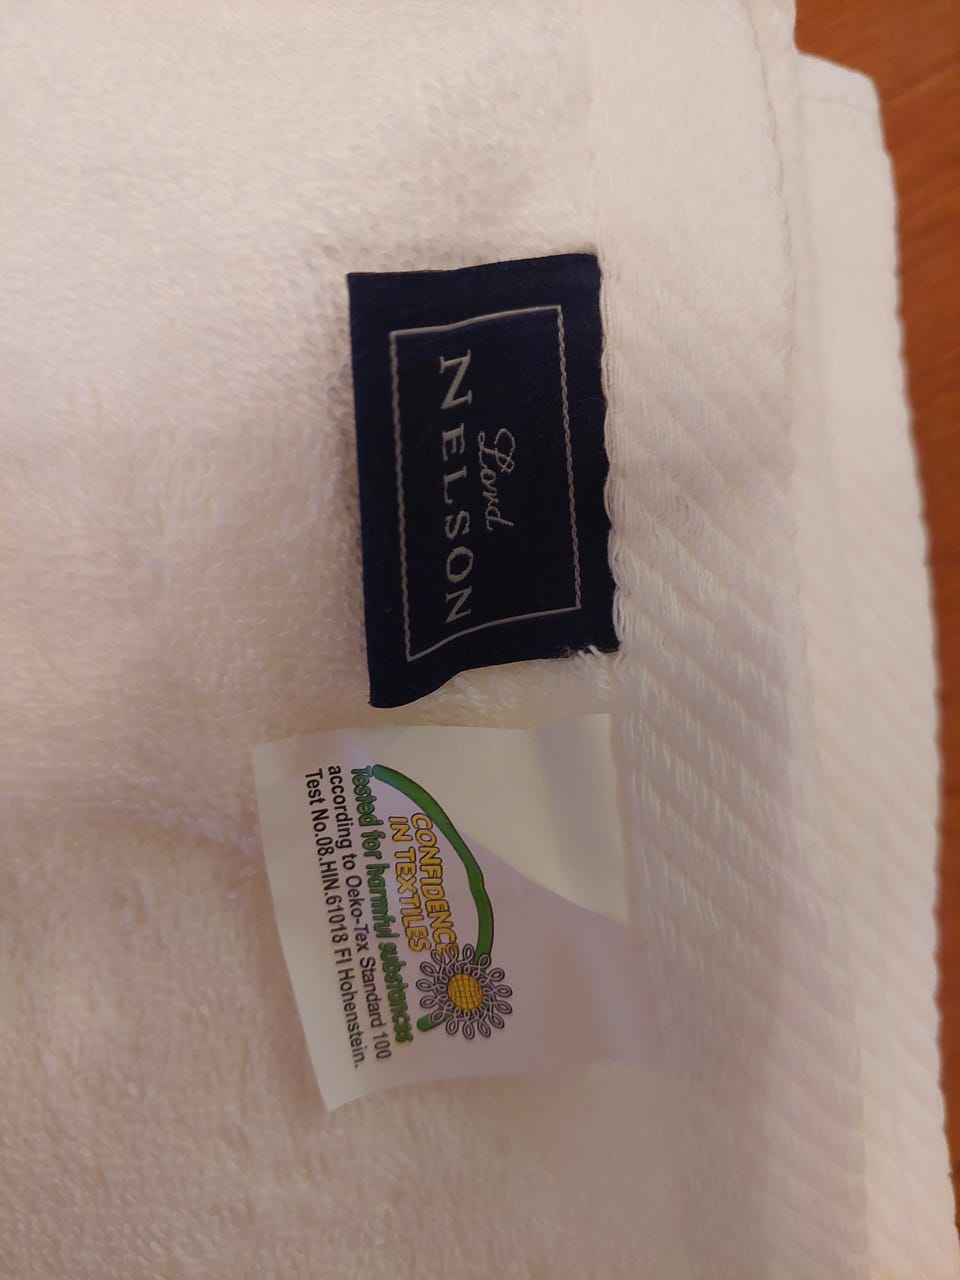 Lord
NELSON
CONFIDENCE
IN TEXTILES
Tested for harmful substances
according to Oeko-Tex Standard 100
Test No.08.HIN.61018 FI Hohenstein.